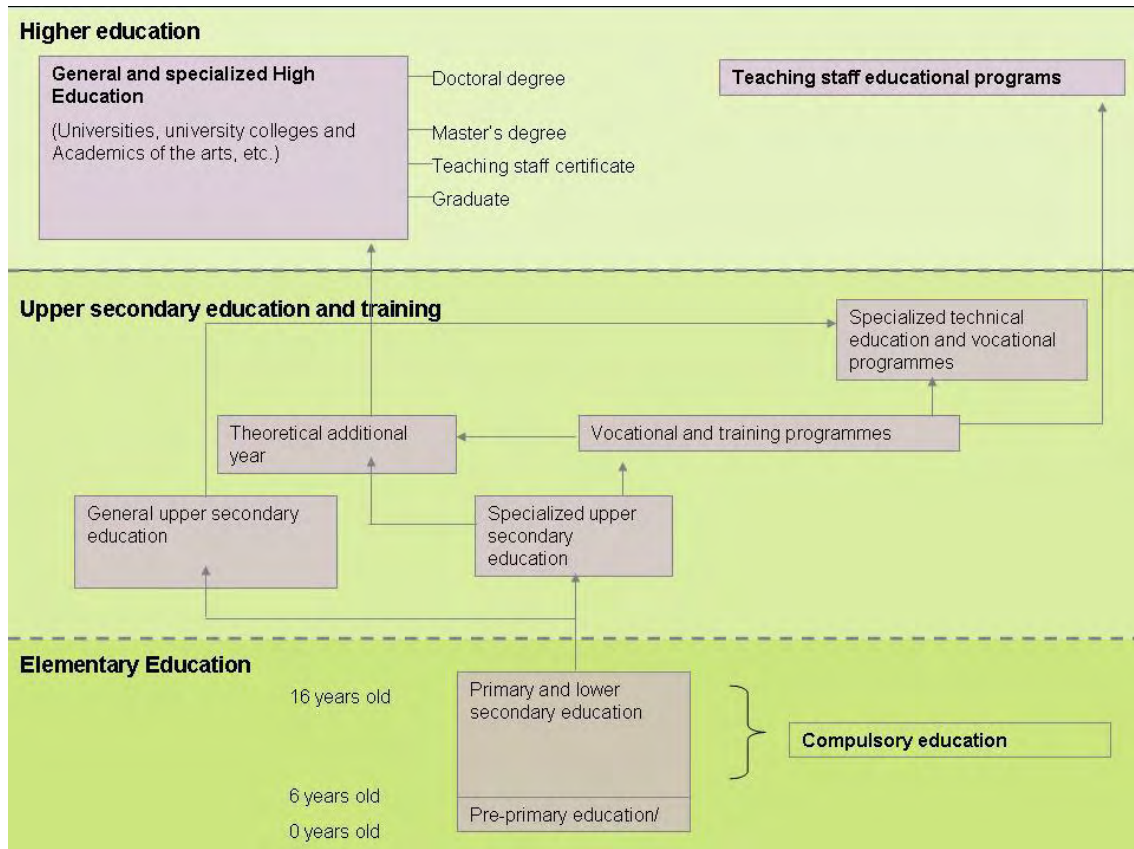 Higher education
General and specialized High
Education
(Universities, university colleges and
Academics of the arts, etc.)
Doctoral degree
Master's degree
Teaching staff certificate
Graduate
Teaching staff educational programs
Upper secondary education and training
Specialized technical
education and vocational
programmes
Theoretical additional
year
Vocational and training programmes
General upper secondary
education
Specialized upper
secondary
education
Elementary Education
16 years old
Primary and lower
secondary education
Compulsory education
6 years old
Pre-primary education/
0 years old